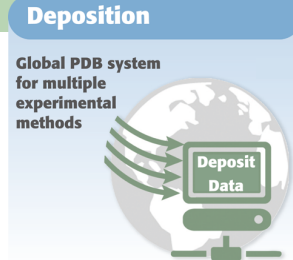 Deposition
Global PDB system
for multiple
experimental
methods
Deposit
Data